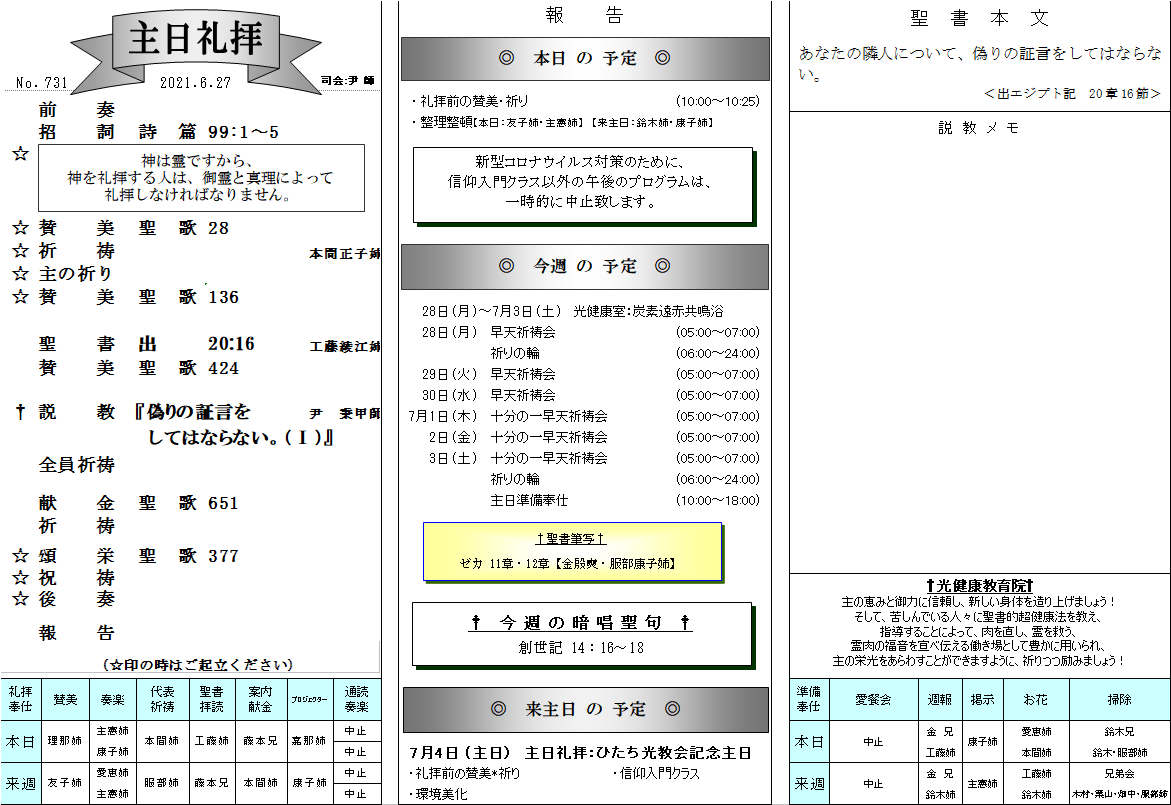 主日礼拝
No. 731
2021.6.27
司会:尹 師
前 奏
招 詞 詩 篇 99:1～5
☆
神は霊ですから、
神を礼拝する人は、御霊と真理によって
礼拝しなければなりません。
☆ 賛 美 聖 歌 28
☆ 祈 祷 本間正子姉
☆ 主の祈り
☆ 賛 美 聖 歌 136
聖 書 出 20:16 工藤綾江姉
賛 美 聖 歌 424
✝ 説 教 『偽りの証言を 尹 秉甲師
してはならない。(Ⅰ)』
全員祈祷
献 金 聖 歌 651
祈 祷
☆ 頌 栄 聖 歌 377
☆ 祝 祷
☆ 後 奏
報 告
(☆印の時はご起立ください)
礼拝奉仕 賛美 奏楽 代表祈祷 聖書拝読 案内献金 プロジェクター 通読奏楽
本日 理那姉 主憲姉 康子姉 本間姉 工藤姉 藤本兄 嘉那姉 中止 中止
来週 友子姉 愛恵姉 主憲姉 服部姉 藤本兄 本間姉 康子姉 中止 中止
報 告
◎ 本日 の 予定 ◎
・礼拝前の賛美・祈り (10:00～10:25)
・整理整頓【本日:友子姉・主憲姉】【来主日:鈴木姉・康子姉】
新型コロナウイルス対策のために、
信仰入門クラス以外の午後のプログラムは、
一時的に中止致します。
◎ 今週 の 予定 ◎
28日(月)～7月3日(土) 光健康室:炭素遠赤共鳴浴
28日(月) 早天祈祷会 (05:00～07:00)
祈りの輪 (06:00～24:00)
29日(火) 早天祈祷会 (05:00～07:00)
30日(水) 早天祈祷会 (05:00～07:00)
7月1日(木) 十分の一早天祈祷会 (05:00～07:00)
2日(金) 十分の一早天祈祷会 (05:00～07:00)
3日(土) 十分の一早天祈祷会 (05:00～07:00)
祈りの輪 (06:00～24:00)
主日準備奉仕 (10:00～18:00)
✝聖書筆写✝
ゼカ 11章・12章【金殷爽・服部康子姉】
✝ 今週の暗唱聖句 ✝
創世記 14：16～18
◎ 来主日 の 予定 ◎
7月4日(主日) 主日礼拝:ひたち光教会記念主日
・礼拝前の賛美*祈り ・信仰入門クラス
・環境美化
聖 書 本 文
あなたの隣人について、偽りの証言をしてはならな
い。
＜出エジプト記 20章16節＞
説 教 メ モ
✝光健康教育院✝
主の恵みと御力に信頼し、新しい身体を造り上げましょう！
そして、苦しんでいる人々に聖書的超健康法を教え、
指導することによって、肉を直し、霊を救う、
霊肉の福音を宣べ伝える働き場として豊かに用いられ、
主の栄光をあらわすことができますように、祈りつつ励みましょう！
準備奉仕 愛餐会 週報 掲示 お花 掃除
本日 中止 金 兄 工藤姉 康子姉 愛恵姉 本間姉 鈴木兄 鈴木・服部姉
来週 中止 金 兄 鈴木姉 主憲姉 工藤姉 鈴木姉 兄弟会 木村・栗山・畑中・服部姉